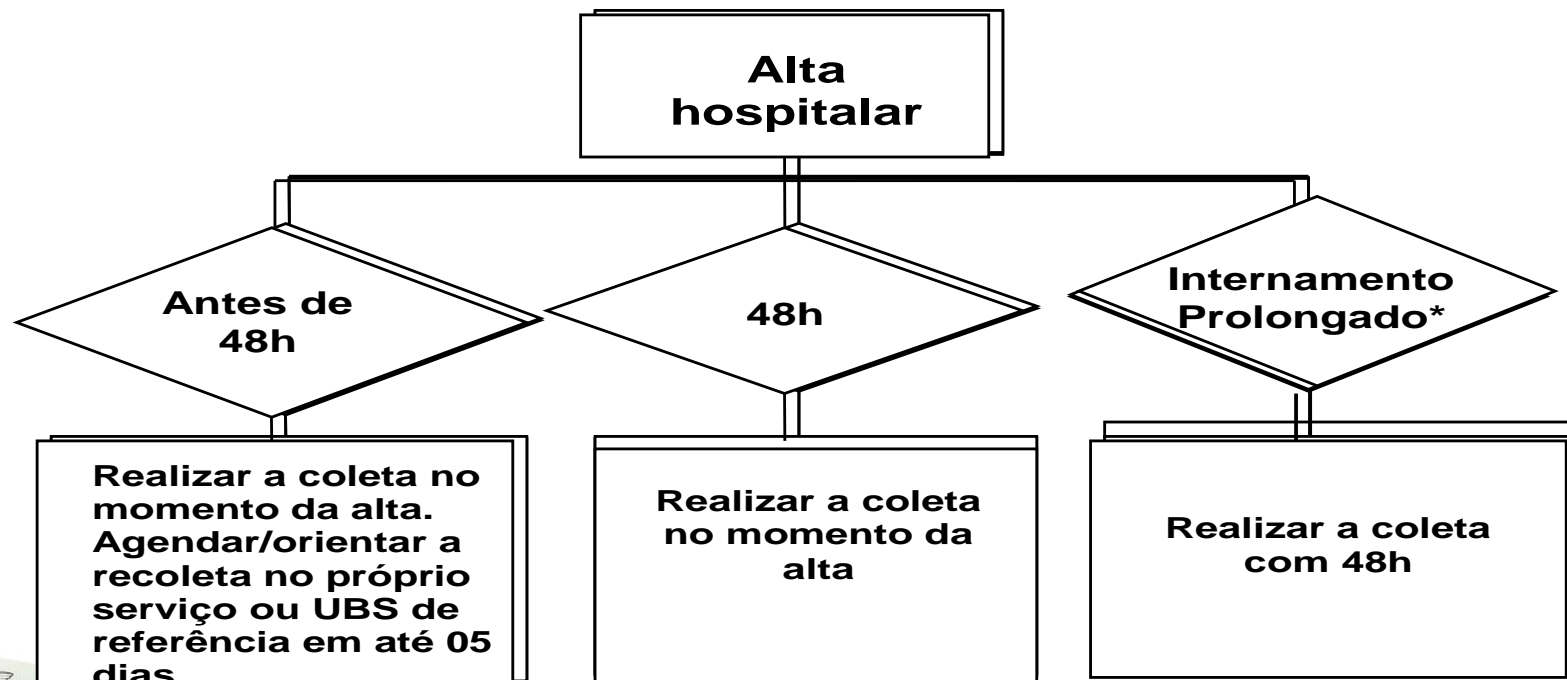 Alta
hospitalar
Antes de
48h
48h
Internamento
Prolongado*
Realizar a coleta no
momento da alta.
Agendar/orientar a
recoleta no próprio
serviço ou UBS de
referência em até 05
dias
Realizar a coleta
no momento da
alta
Realizar a coleta
com 48h